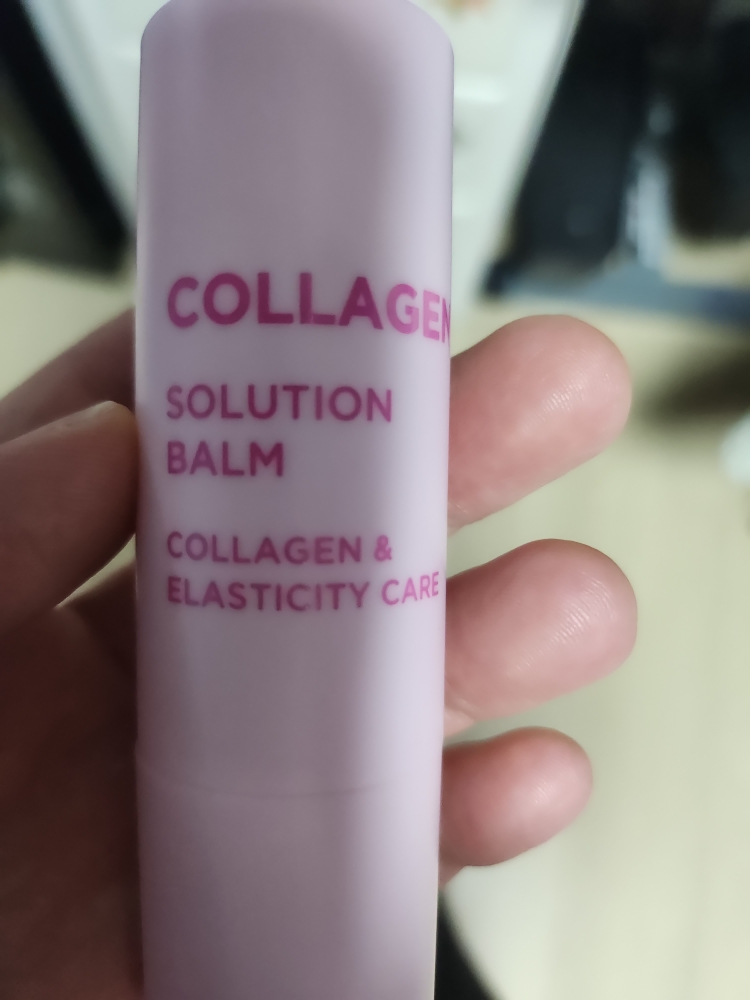 COLLAGEN
SOLUTION
BALM
COLLAGEN &
ELASTICITY CARE